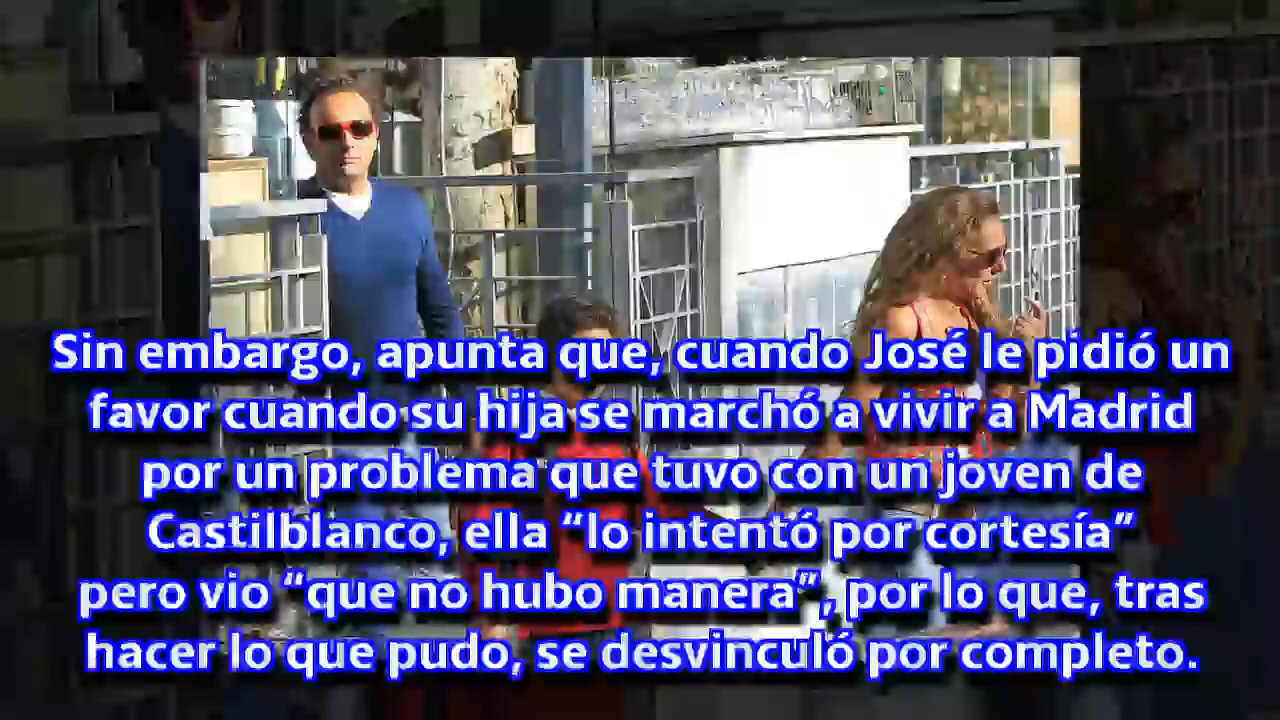 Sin embargo, apunta que, cuando José le pidió un
favor cuando su hija se marchó a vivir a Madrid
por un problema que tuvo con un joven de
Castilblanco, ella “lo intentó por cortesía”
pero vio “que no hubo manera”, por lo que, tras
hacer lo que pudo, se desvinculó por completo.